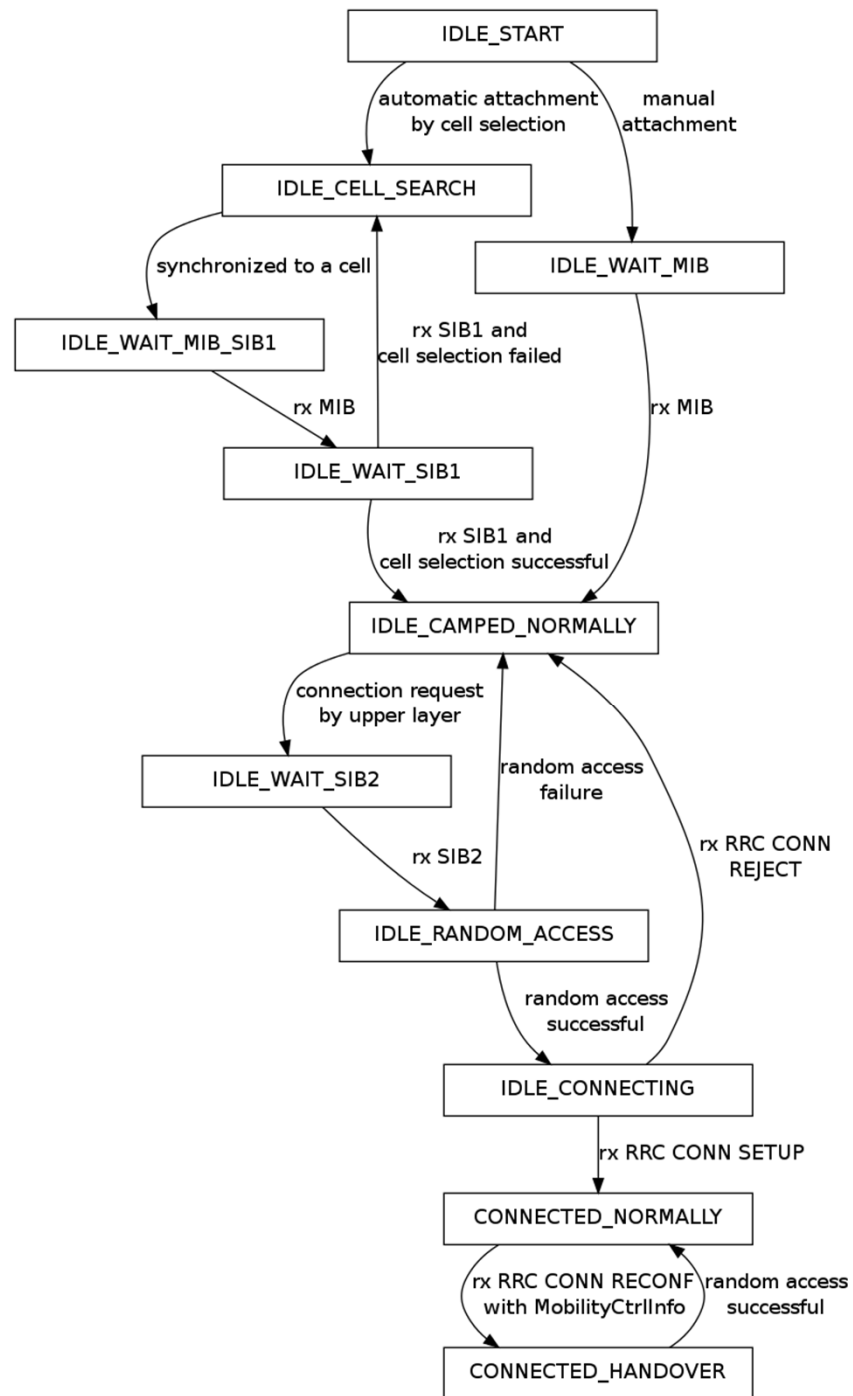 IDLE_START
automatic attachment
by cell selection
manual
attachment
IDLE_CELL_SEARCH
IDLE_WAIT_MIB
synchronized to a cell
IDLE_WAIT_MIB_SIB1
rx SIB1 and
cell selection failed
rx MIB
rx MIB
IDLE_WAIT_SIB1
rx SIB1 and
cell selection successful
IDLE_CAMPED_NORMALLY
connection request
by upper layer
IDLE_WAIT_SIB2
random access
failure
rx RRC CONN
REJECT
rx SIB2
IDLE_RANDOM_ACCESS
random access
successful
IDLE_CONNECTING
rx RRC CONN SETUP
CONNECTED_NORMALLY
rx RRC CONN RECONF
with MobilityCtrlInfo
random access
successful
CONNECTED_HANDOVER